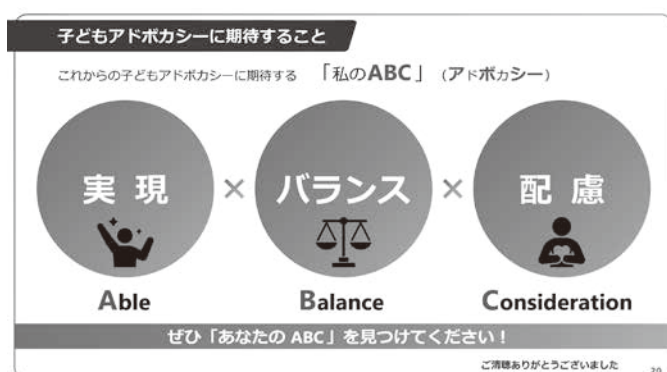 子どもアドボカシーに期待すること
これからの子どもアドボカシーに期待する 「私のABC」（アドボカシー）
実 現 × バランス × 配 慮
Able Balance Consideration
ぜひ「あなたの ABC」を見つけてください！
ご清聴ありがとうございました